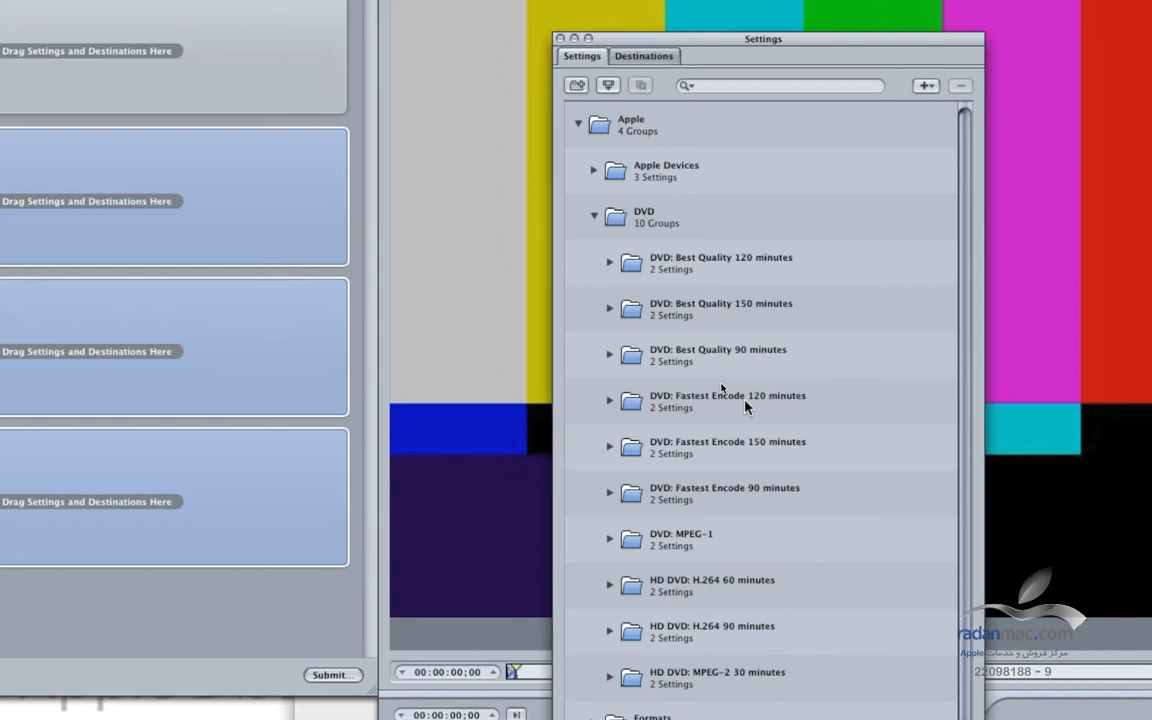 Drag Settings and Destinations Here
Drag Settings and Destinations Here
Drag Settings and Destinations Here
Drag Settings and Destinations Here
Submit...
Settings
Settings
Destinations
Apple
4 Groups
Apple Devices
3 Settings
DVD
10 Groups
DVD: Best Quality 120 minutes
2 Settings
DVD: Best Quality 150 minutes
2 Settings
DVD: Best Quality 90 minutes
2 Settings
DVD: Fastest Encode 120 minutes
2 Settings
DVD: Fastest Encode 150 minutes
2 Settings
DVD: Fastest Encode 90 minutes
2 Settings
DVD: MPEG-1
2 Settings
HD DVD: H.264 60 minutes
2 Settings
HD DVD: H.264 90 minutes
2 Settings
HD DVD: MPEG-2 30 minutes
2 Settings
Formats
00:00:00;00
00:00:00;00
radanmac.com
مرکز فروش و خدمات Apple
22098188 - 9